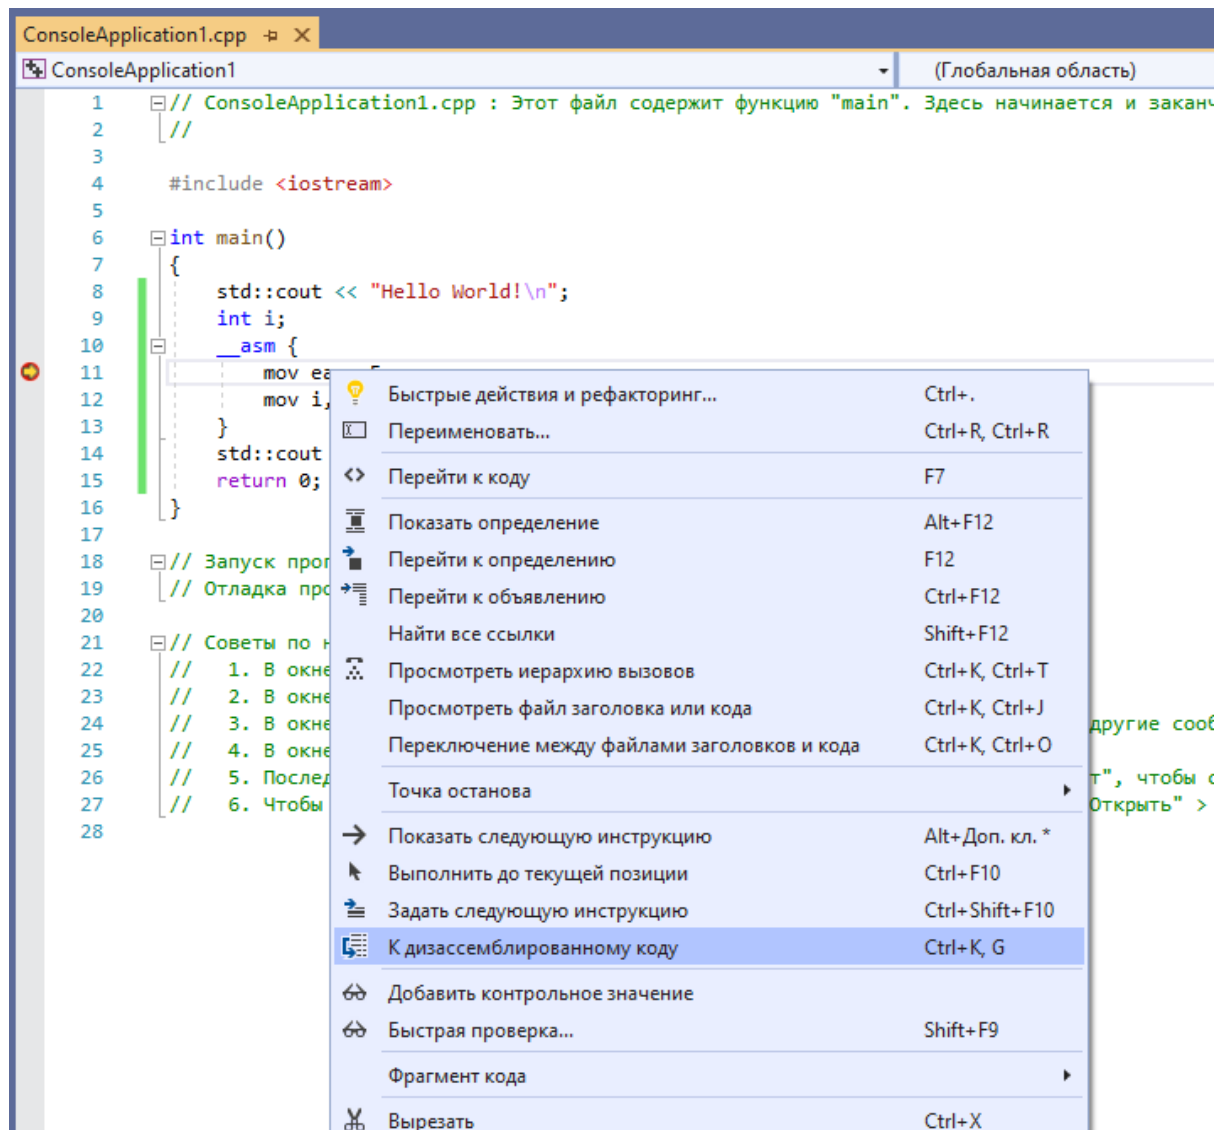 ConsoleApplication1.cpp
ConsoleApplication1 (Глобальная область)
1 // ConsoleApplication1.cpp : Этот файл содержит функцию "main". Здесь начинается и
2 //
3
4 #include <iostream>
5
6 int main()
7 {
8 std::cout << "Hello World!\n";
9 int i;
10 __asm {
11 mov
12 mov i,
13 }
14 std::cout
15 return 0;
16 }
17
18 // Запуск
19 // Отладка
20
21 // Советы по
22 // 1. В окне
23 // 2. В окне
24 // 3. В окне другие
25 // 4. В окне
26 // 5. чтобы
27 // 6. Чтобы Открыть" >
28
Быстрые действия и рефакторинг... Ctrl+.
Переименовать... Ctrl+R, Ctrl+R
Перейти к коду F7
Показать определение Alt+F12
Перейти к определению F12
Перейти к объявлению Ctrl+F12
Найти все ссылки Shift+F12
Просмотреть иерархию вызовов Ctrl+K, Ctrl+T
Просмотреть файл заголовка или кода Ctrl+K, Ctrl+J
Переключение между файлами заголовков и кода Ctrl+K, Ctrl+O
Точка останова
Показать следующую инструкцию Alt+Доп. кл. *
Выполнить до текущей позиции Ctrl+F10
Задать следующую инструкцию Ctrl+Shift+F10
К дизассемблированному коду Ctrl+K, G
Добавить контрольное значение
Быстрая проверка... Shift+F9
Фрагмент кода
Вырезать Ctrl+X